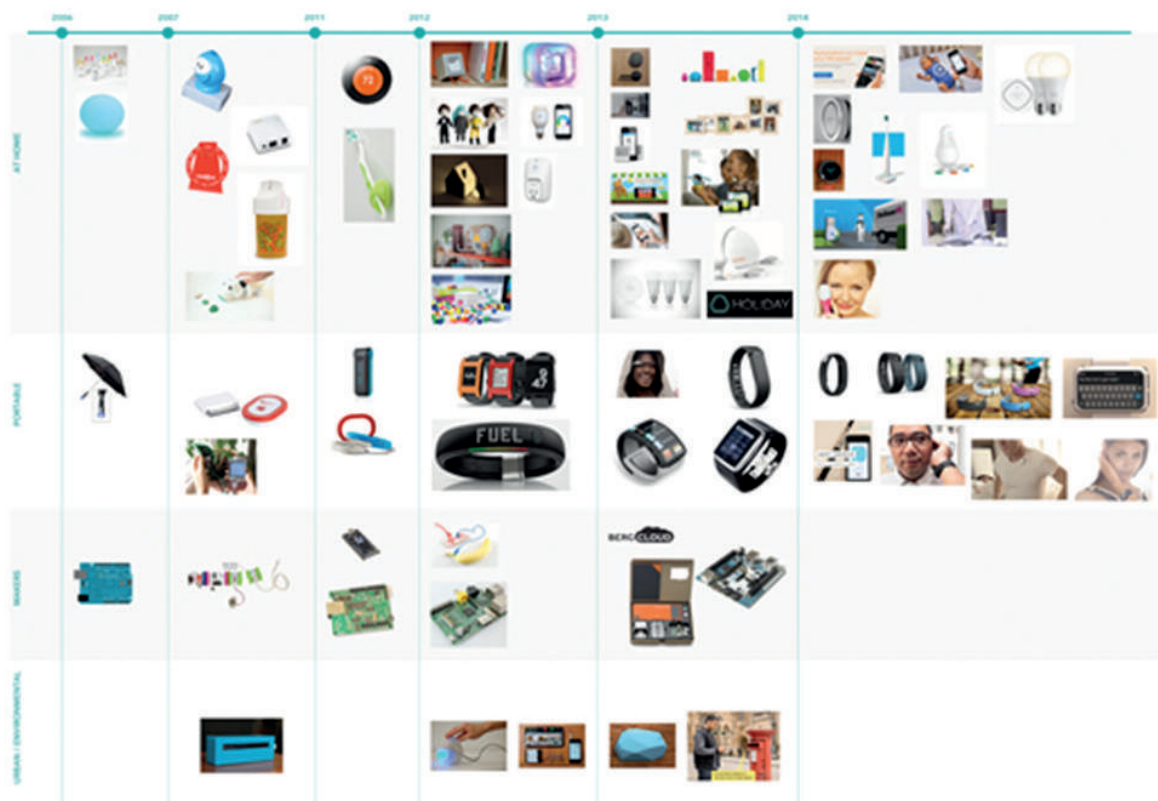 2006
2007
2011
2012
2013
2014
AT HOME
72
HOLIDAY
PORTABLE
FUEL
MAKERS
BERG CLOUD
URBAN / ENVIRONMENTAL